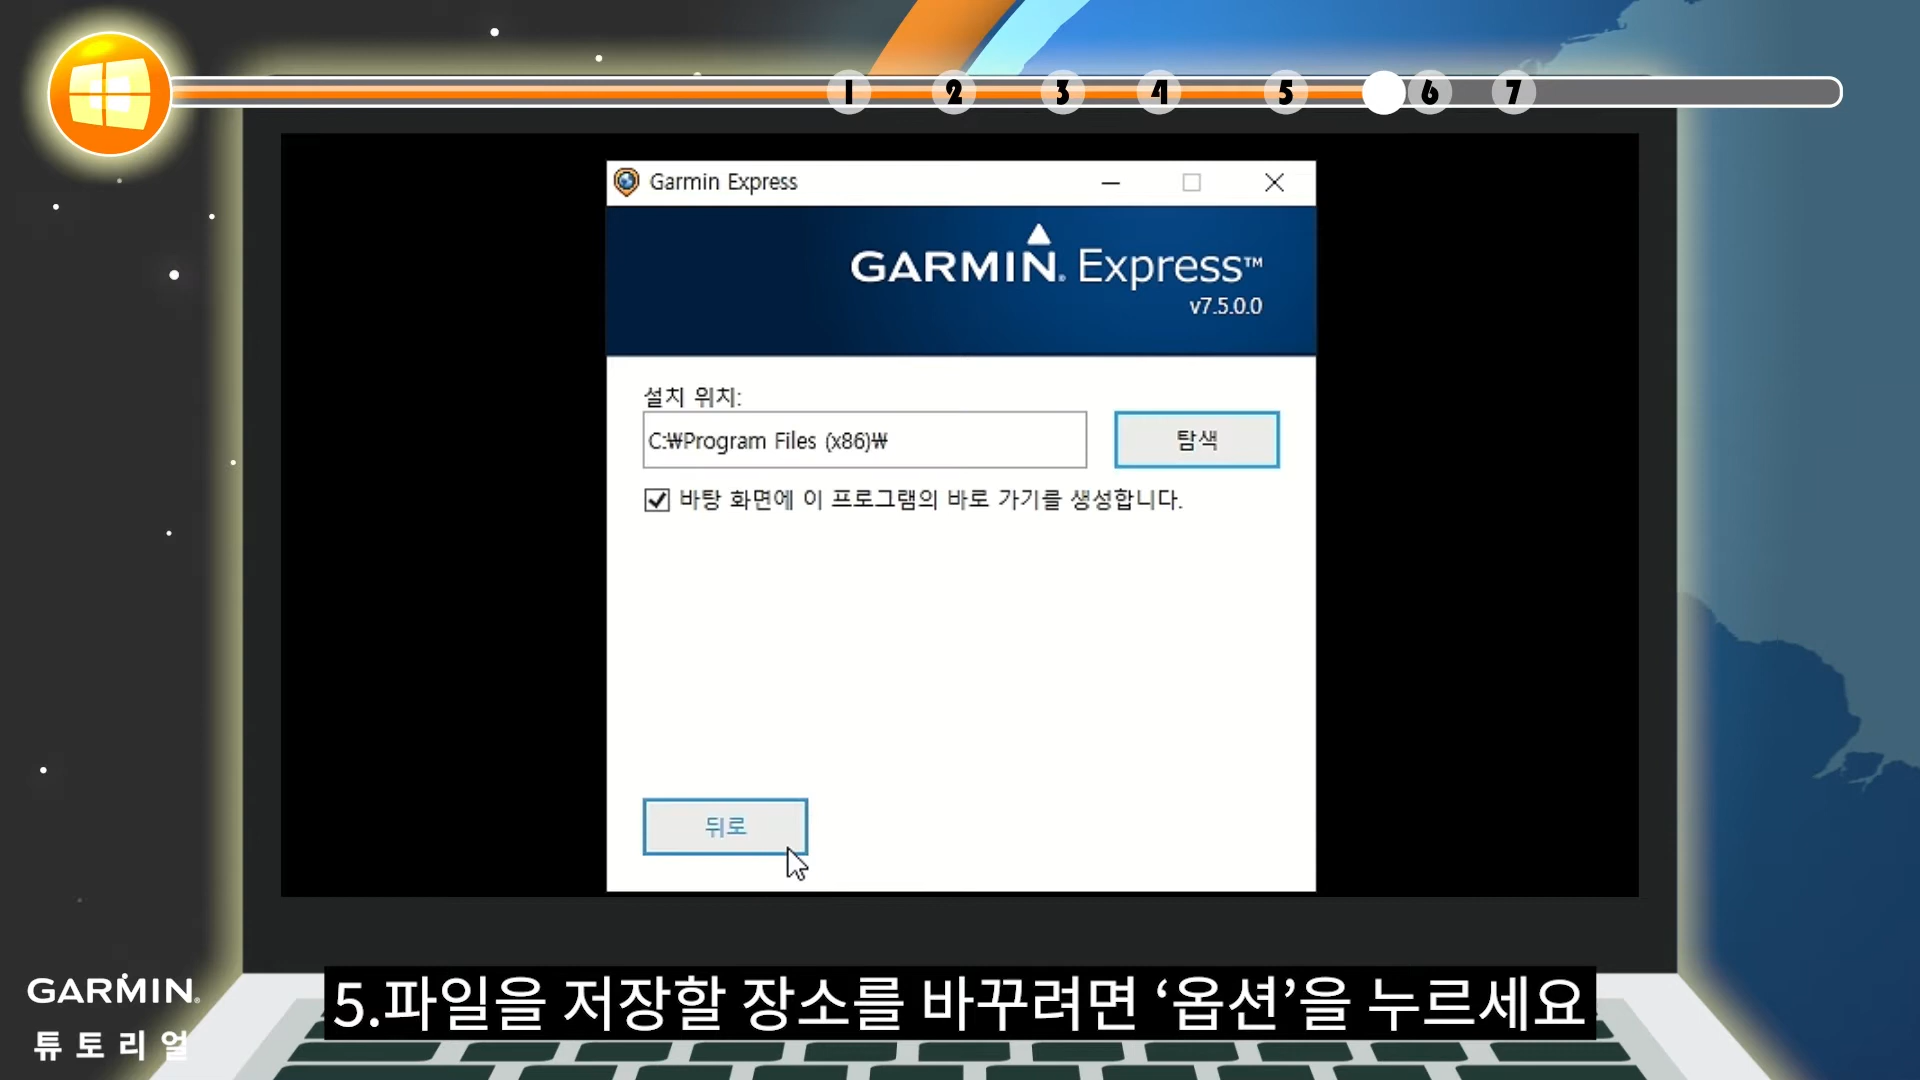 1 2 3 4 5 6 7
Garmin Express
GARMIN® Express™
v7.5.0.0
설치 위치:
C:₩Program Files (x86)₩
탐색
바탕 화면에 이 프로그램의 바로 가기를 생성합니다.
뒤로
5.파일을 저장할 장소를 바꾸려면 ‘옵션’을 누르세요
GARMIN®
튜토리얼